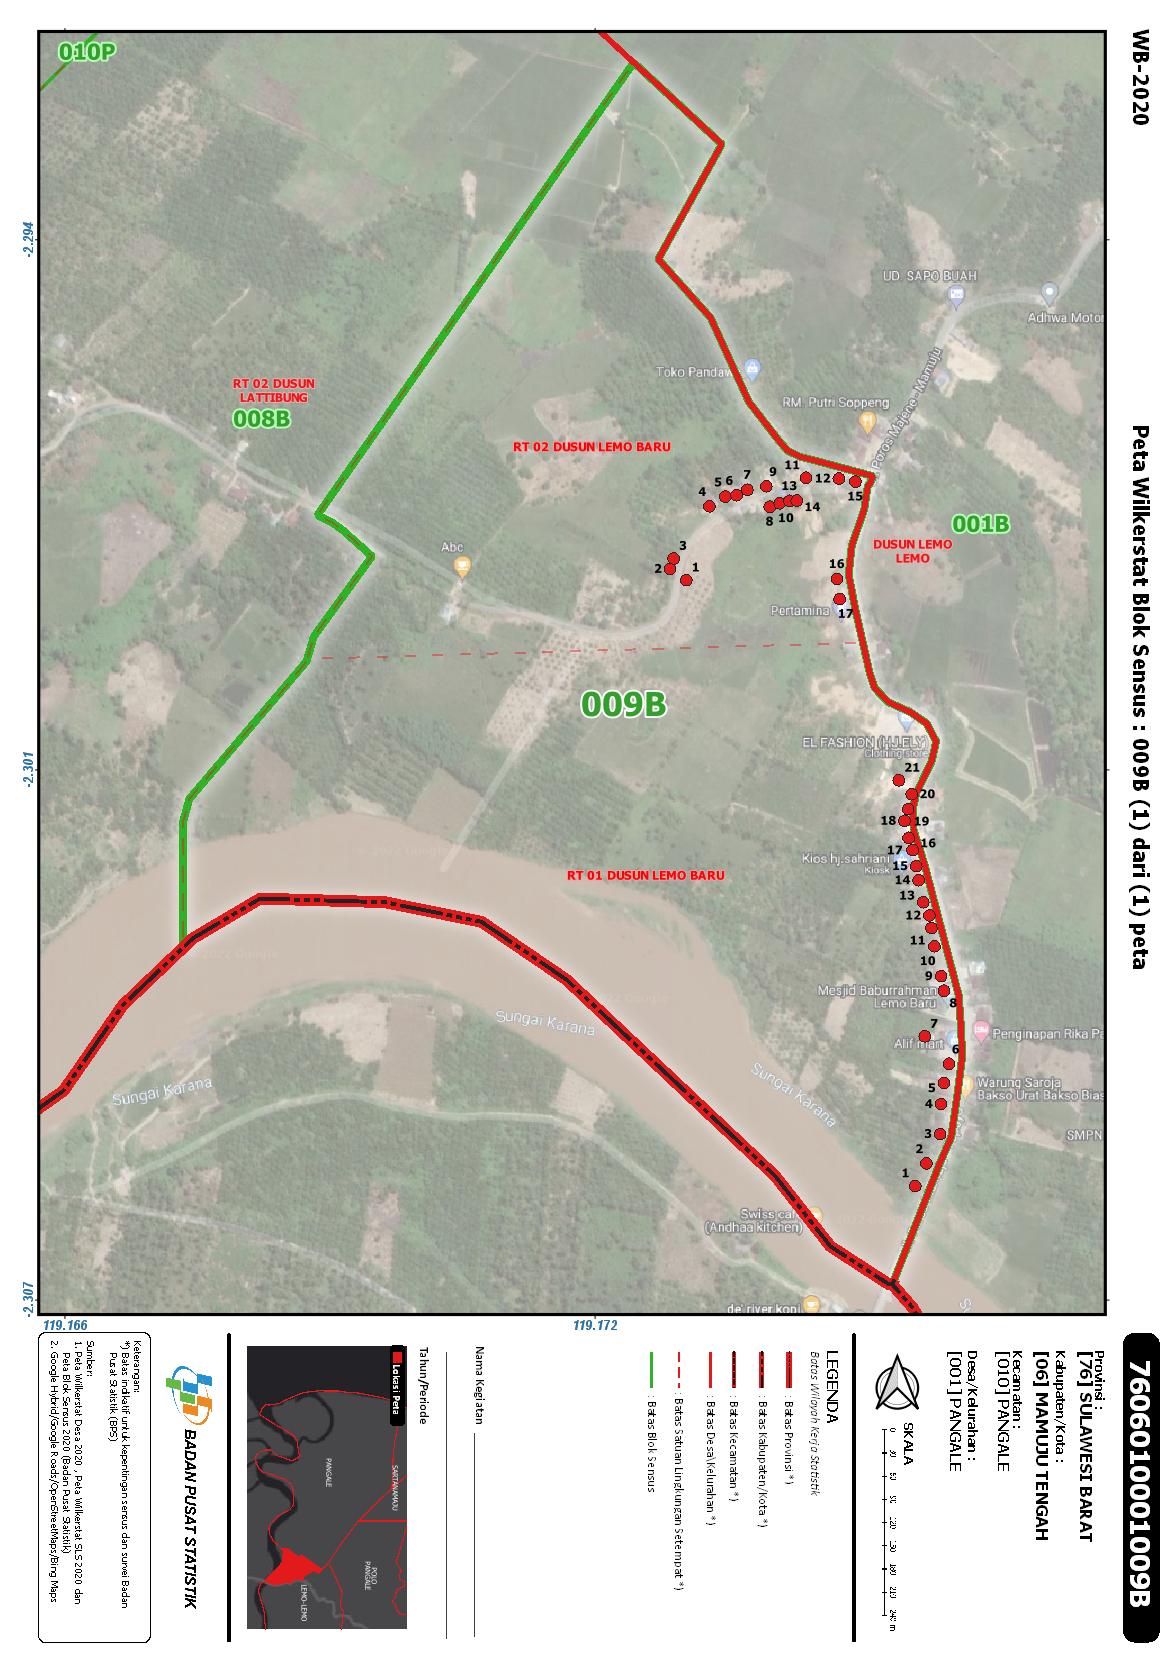 WB-2020
Peta Wilkerstat Blok Sensus : 009B (1) dari (1) peta
010P
-2.294
-2.301
-2.307
119.166
119.172
UD. SAPO BUAH
Adhwa Motor
Toko Pandawa
RM. Putri Soppeng
Poros Majene - Mamuju
RT 02 DUSUN
LATTIBUNG
008B
RT 02 DUSUN LEMO BARU
11
9
7
5 6
4
13
12
15
8
10
14
001B
DUSUN LEMO
LEMO
Abc
3
2
1
16
17
Pertamina
009B
EL FASHION (HJ.ELY)
Clothing store
21
20
18
19
16
17
Kios hj.sahriani
Kiosk
15
14
RT 01 DUSUN LEMO BARU
13
12
11
10
9
8
Mesjid Baburrahman
Lemo Baru
7
Alif mart
6
Penginapan Rika Pa
5
Warung Saroja
Bakso Urat Bakso Bias
4
3
SMPN
2
1
Sungai Karana
Sungai Karana
Sungai Karana
Swiss caf
(Andhaa kitchen)
de' river kopi
7606010001009B
Provinsi :
[76] SULAWESI BARAT
Kabupaten/Kota :
[06] MAMUJU TENGAH
Kecamatan :
[010] PANGALE
Desa/Kelurahan :
[001] PANGALE
SKALA
0 30 60 90 120 150 180 210 240 m
LEGENDA
Batas Wilayah Kerja Statistik
: Batas Provinsi *)
: Batas Kabupaten/Kota *)
: Batas Kecamatan *)
: Batas Desa\Kelurahan *)
: Batas Satuan Lingkungan Setempat *)
: Batas Blok Sensus
Nama Kegiatan
Tahun/Periode
Lokasi Peta
SARTANAMAJU
PANGALE
POLO
PANGALE
LEMO-LEMO
BADAN PUSAT STATISTIK
Keterangan:
*) Batas indikatif untuk kepentingan sensus dan survei Badan
Pusat Statistik (BPS)
Sumber:
1. Peta Wilkerstat Desa 2020 , Peta Wilkerstat SLS 2020 dan
Peta Blok Sensus 2020 (Badan Pusat Statistik)
2. Google Hybrid/Google Roads/OpenStreetMaps/Bing Maps